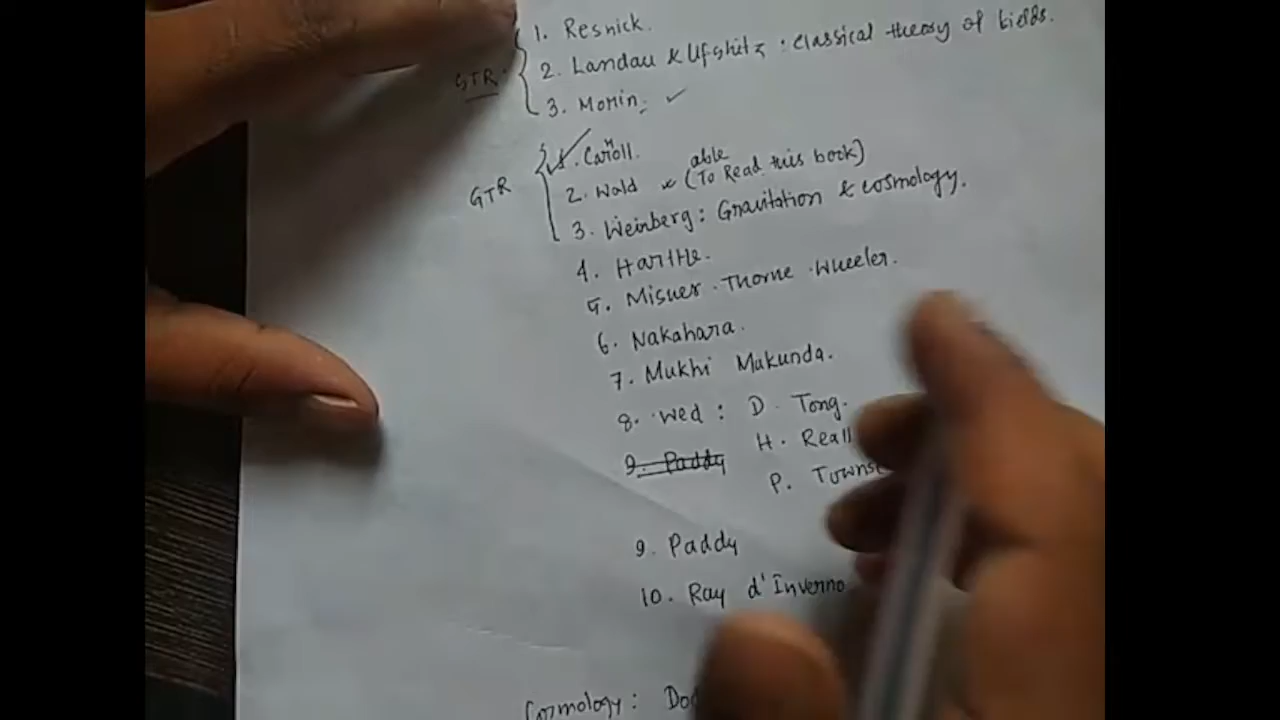 1. Resnick.
GTR. 2. Landau & Lifshitz : Classical theory of fields.
3. Morin. ✓
1. Caroll.
GTR 2. Wald × (To Read this book) able
3. Weinberg : Gravitation & Cosmology.
4. Hartle.
5. Misner . Thorne . Wheeler.
6. Nakahara.
7. Mukhi Mukunda.
8. Wed : D. Tong.
9. Paddy H. Reall
P. Townse
9. Paddy
10. Ray d'Inverno
Cosmology : Do